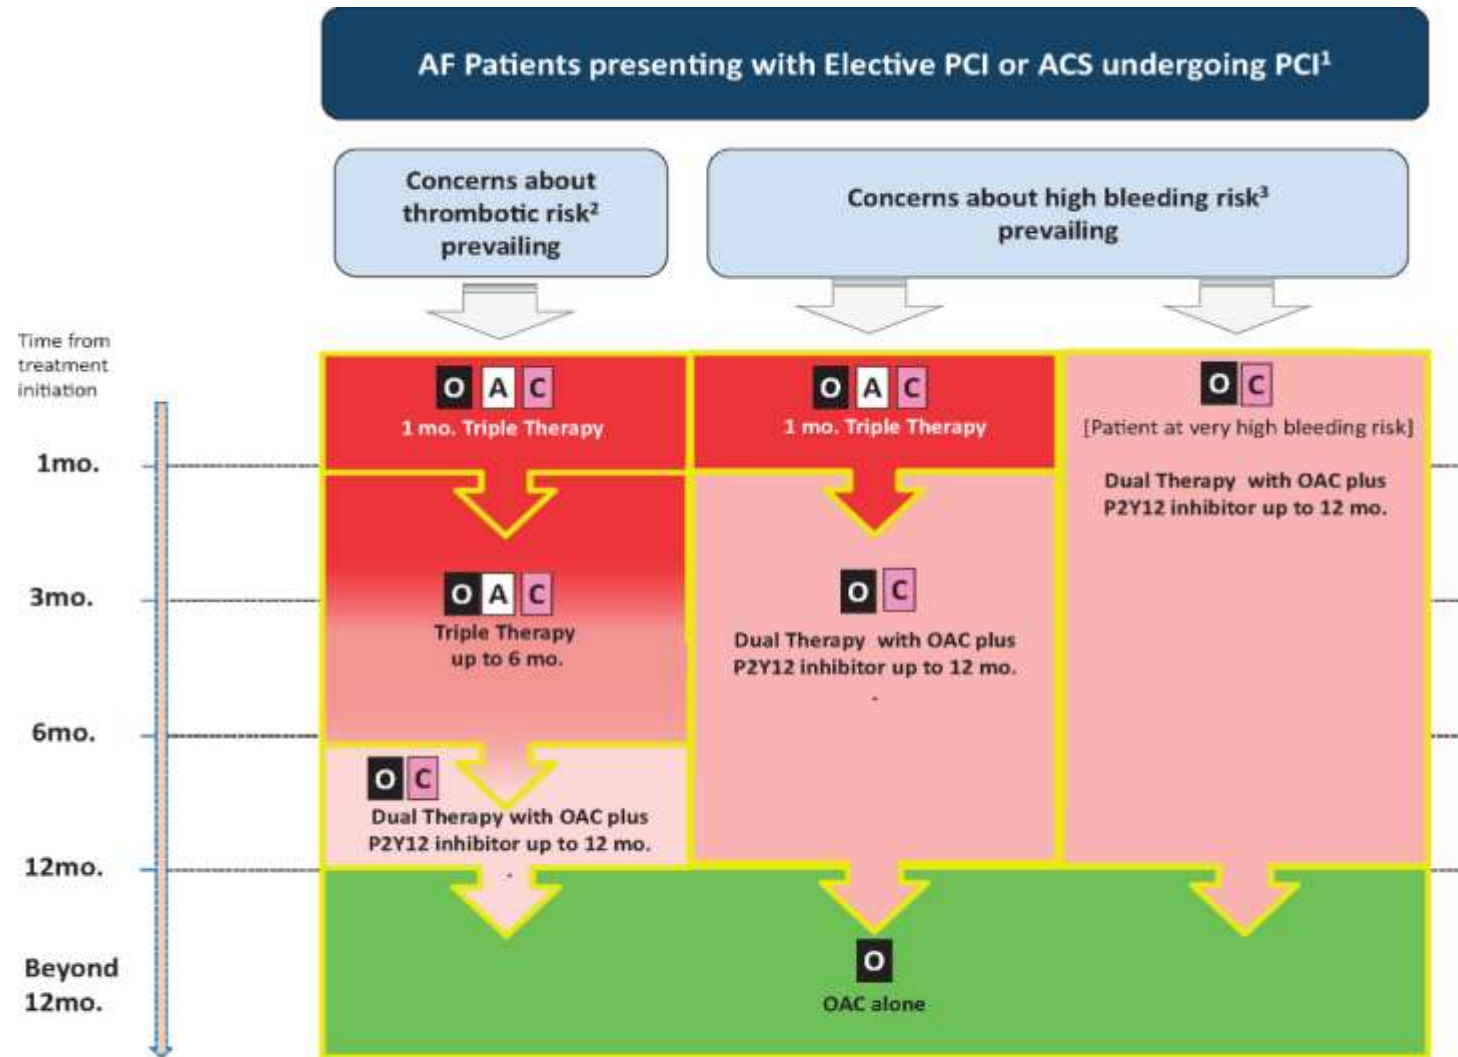 AF Patients presenting with Elective PCI or ACS undergoing PCI¹
Concerns about
thrombotic risk²
prevailing
Concerns about high bleeding risk³
prevailing
Time from
treatment
initiation
O A C
1 mo. Triple Therapy
O A C
1 mo. Triple Therapy
O C
[Patient at very high bleeding risk]
Dual Therapy with OAC plus
P2Y12 inhibitor up to 12 mo.
1mo.
O A C
Triple Therapy
up to 6 mo.
O C
Dual Therapy with OAC plus
P2Y12 inhibitor up to 12 mo.
.
3mo.
6mo.
O C
Dual Therapy with OAC plus
P2Y12 inhibitor up to 12 mo.
.
12mo.
Beyond
12mo.
O
OAC alone